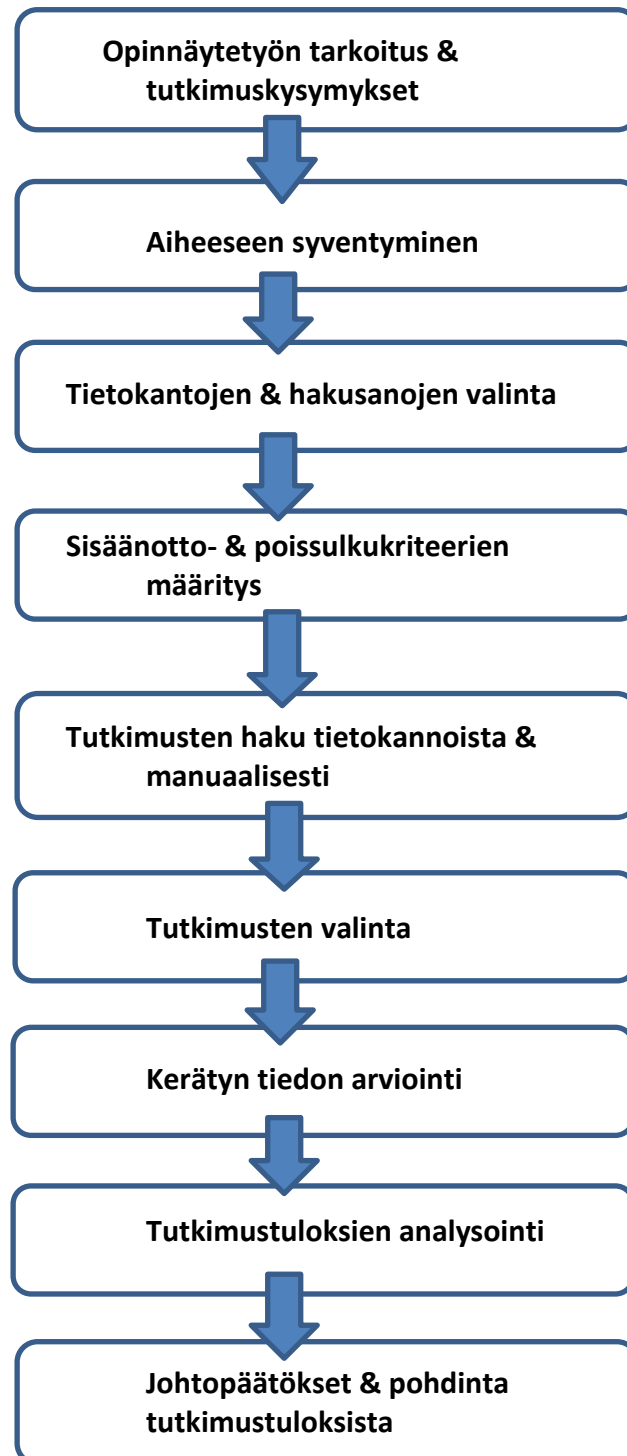 Opinnäytetyön tarkoitus &
tutkimuskysymykset
Aiheeseen syventyminen
Tietokantojen & hakusanojen valinta
Sisäänotto- & poissulkukriteerien
määritys
Tutkimusten haku tietokannoista &
manuaalisesti
Tutkimusten valinta
Kerätyn tiedon arviointi
Tutkimustuloksien analysointi
Johtopäätökset & pohdinta
tutkimustuloksista